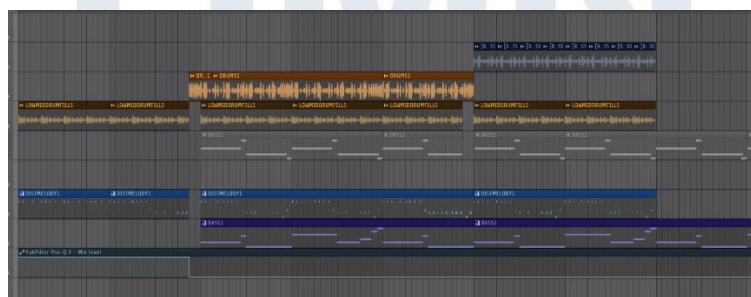 DR..1 DRUMS1 DRUMS1
LOWMIDDRUMFILLS LOWMIDDRUMFILLS LOWMIDDRUMFILLS LOWMIDDRUMFILLS LOWMIDDRUMFILLS LOWMIDDRUMFILLS LOWMIDDRUMFILLS
BASS1 BASS1 BASS1 BASS1
DISTMELODY1 DISTMELODY1 DISTMELODY1 DISTMELODY1
BASS2 BASS2
FabFilter Pro-Q 3 - Mix level